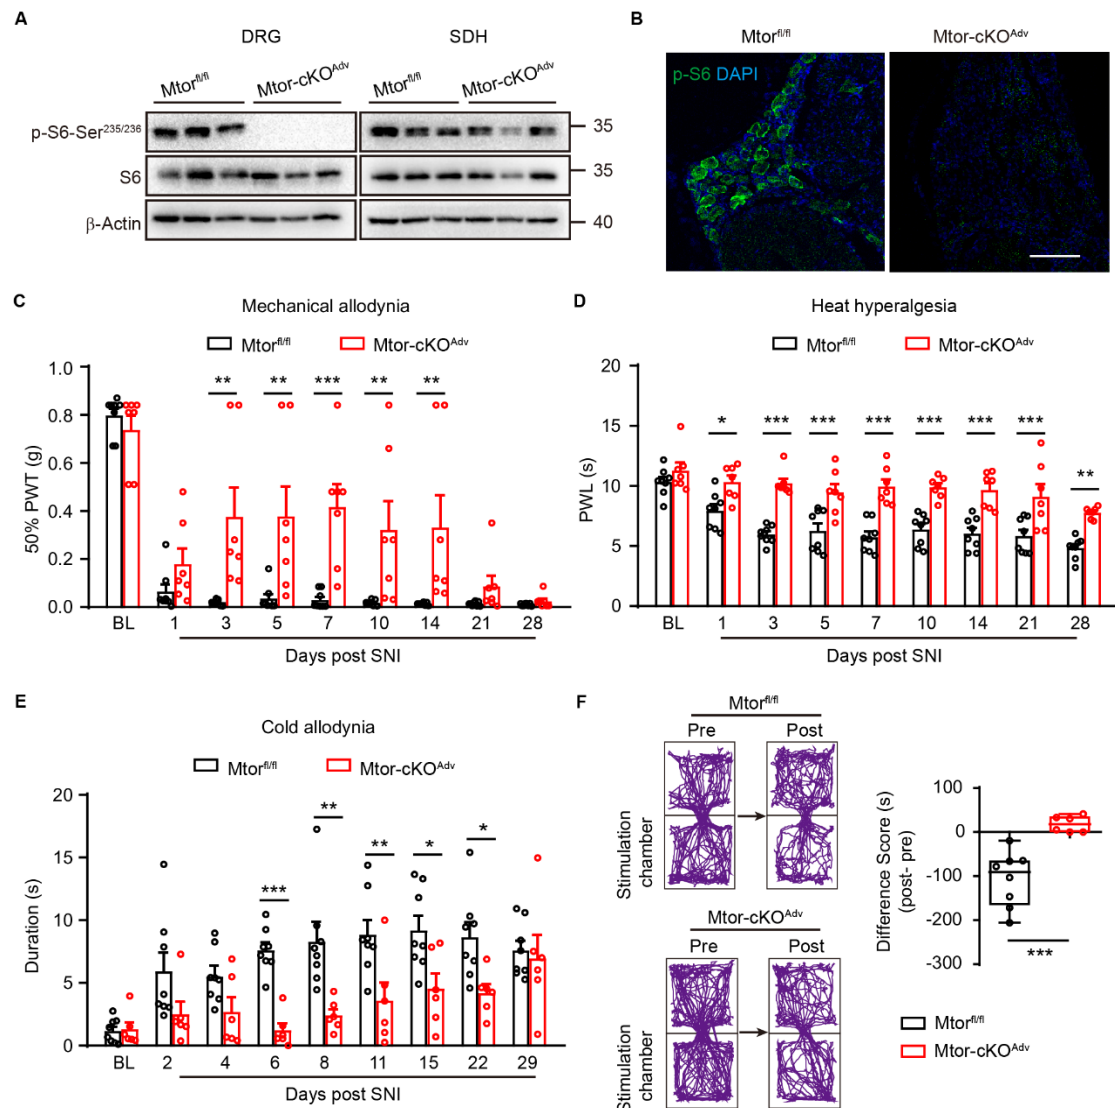 A
DRG SDH
Mtorfl/fl Mtor-cKOAdv Mtorfl/fl Mtor-cKOAdv
p-S6-Ser235/236 35
S6 35
β-Actin 40
B
Mtorfl/fl Mtor-cKOAdv
p-S6 DAPI
C
Mechanical allodynia
Mtorfl/fl Mtor-cKOAdv
50% PWT (g)
1.0
0.8
0.6
0.4
0.2
0.0
** ** *** ** **
BL 1 3 5 7 10 14 21 28
Days post SNI
D
Heat hyperalgesia
Mtorfl/fl Mtor-cKOAdv
PWL (s)
20
15
10
5
0
* *** *** *** *** *** *** **
BL 1 3 5 7 10 14 21 28
Days post SNI
E
Cold allodynia
Mtorfl/fl Mtor-cKOAdv
Duration (s)
20
15
10
5
0
*** ** ** * *
BL 2 4 6 8 11 15 22 29
Days post SNI
F
Mtorfl/fl
Pre Post
Stimulation
chamber
Mtor-cKOAdv
Pre Post
Stimulation
chamber
Difference Score (s)
(post- pre)
100
0
-100
-200
-300
***
Mtorfl/fl
Mtor-cKOAdv